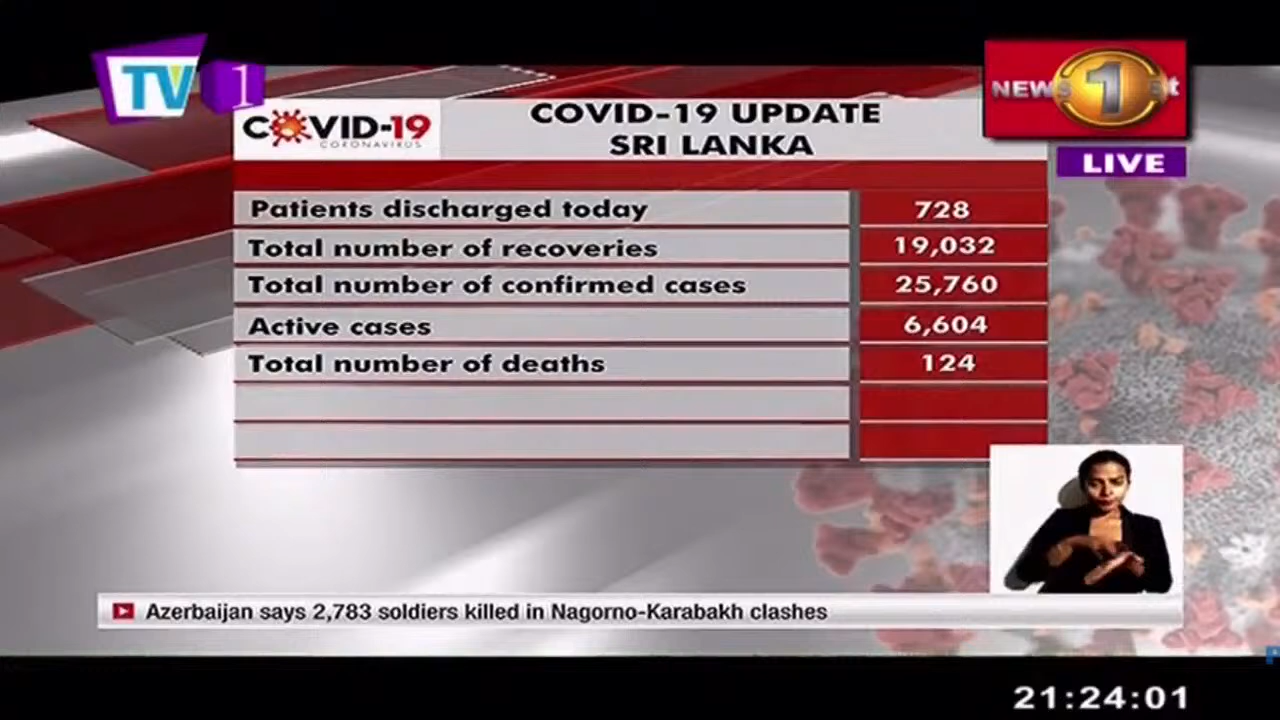 TV 1
NEWS 1st
LIVE
COVID-19
CORONAVIRUS
COVID-19 UPDATE
SRI LANKA
Patients discharged today 728
Total number of recoveries 19,032
Total number of confirmed cases 25,760
Active cases 6,604
Total number of deaths 124
Azerbaijan says 2,783 soldiers killed in Nagorno-Karabakh clashes
21:24:01